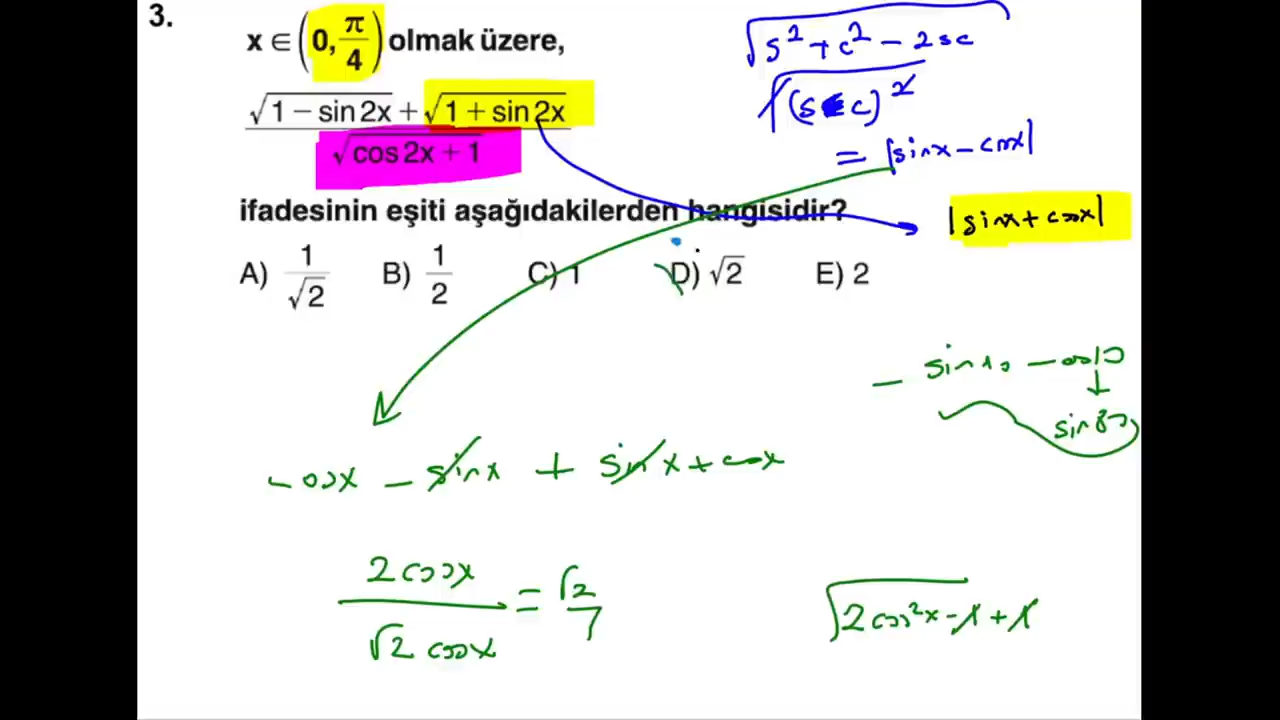 3.
x ∈ (0, π/4) olmak üzere,
(√(1 − sin 2x) + √(1 + sin 2x)) / √(cos 2x + 1)
ifadesinin eşiti aşağıdakilerden hangisidir?
A) 1/√2 B) 1/2 C) 1 D) √2 E) 2
√(s² + c² − 2sc)
√(s c)²
= |sinx − cosx|
|sinx + cosx|
− sin10 − cos10
sin80
cosx − sinx + sinx + cosx
2cosx / √2 cosx = √2
√(2cos²x − 1 + 1)